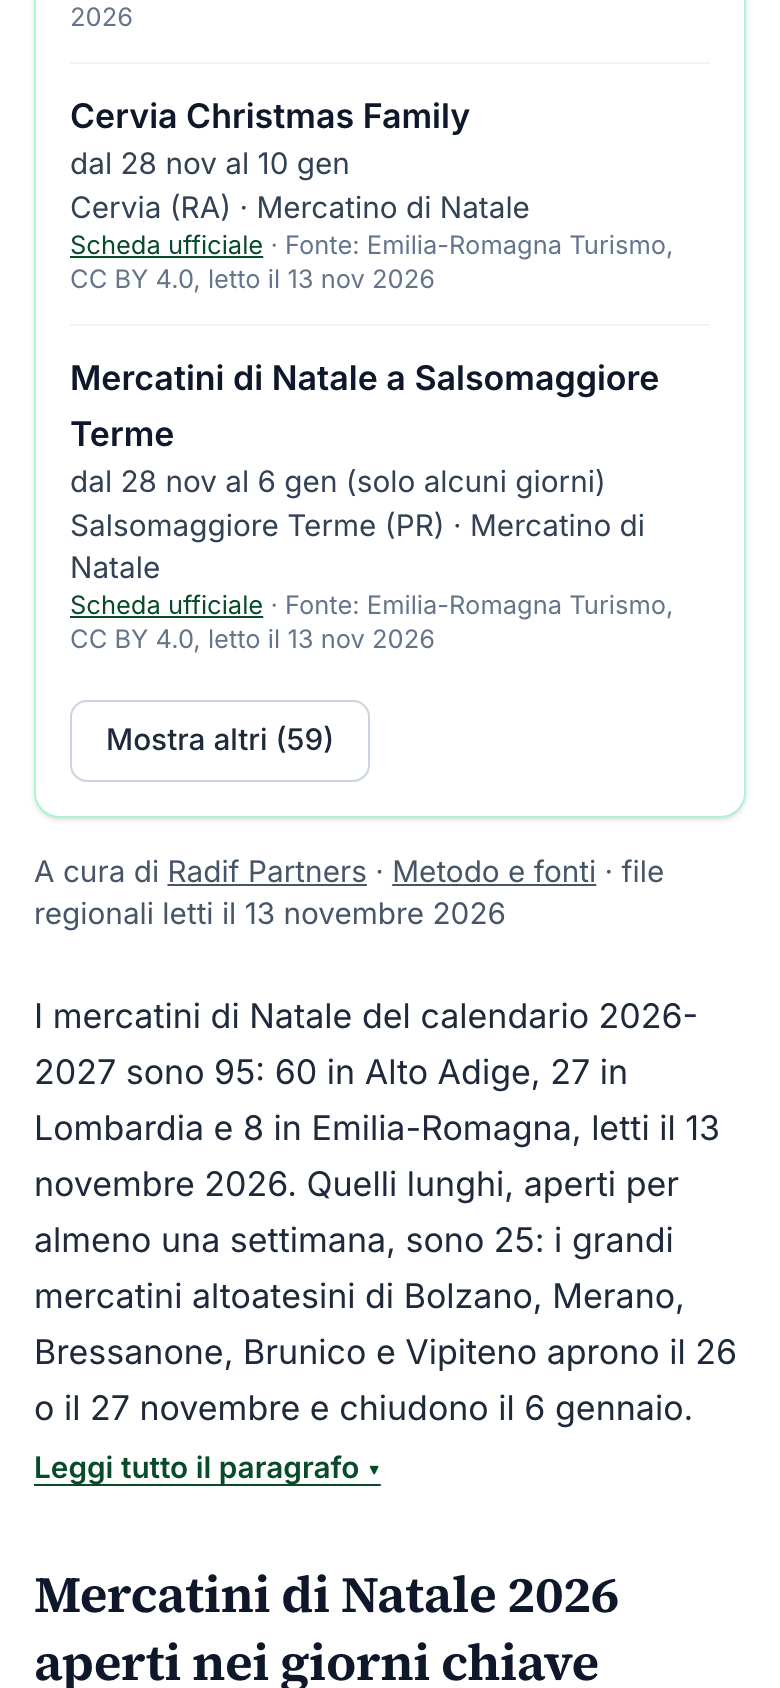 2026
Cervia Christmas Family
dal 28 nov al 10 gen
Cervia (RA) · Mercatino di Natale
Scheda ufficiale · Fonte: Emilia-Romagna Turismo,
CC BY 4.0, letto il 13 nov 2026
Mercatini di Natale a Salsomaggiore
Terme
dal 28 nov al 6 gen (solo alcuni giorni)
Salsomaggiore Terme (PR) · Mercatino di
Natale
Scheda ufficiale · Fonte: Emilia-Romagna Turismo,
CC BY 4.0, letto il 13 nov 2026
Mostra altri (59)
A cura di Radif Partners · Metodo e fonti · file
regionali letti il 13 novembre 2026
I mercatini di Natale del calendario 2026-
2027 sono 95: 60 in Alto Adige, 27 in
Lombardia e 8 in Emilia-Romagna, letti il 13
novembre 2026. Quelli lunghi, aperti per
almeno una settimana, sono 25: i grandi
mercatini altoatesini di Bolzano, Merano,
Bressanone, Brunico e Vipiteno aprono il 26
o il 27 novembre e chiudono il 6 gennaio.
Leggi tutto il paragrafo ▾
Mercatini di Natale 2026
aperti nei giorni chiave